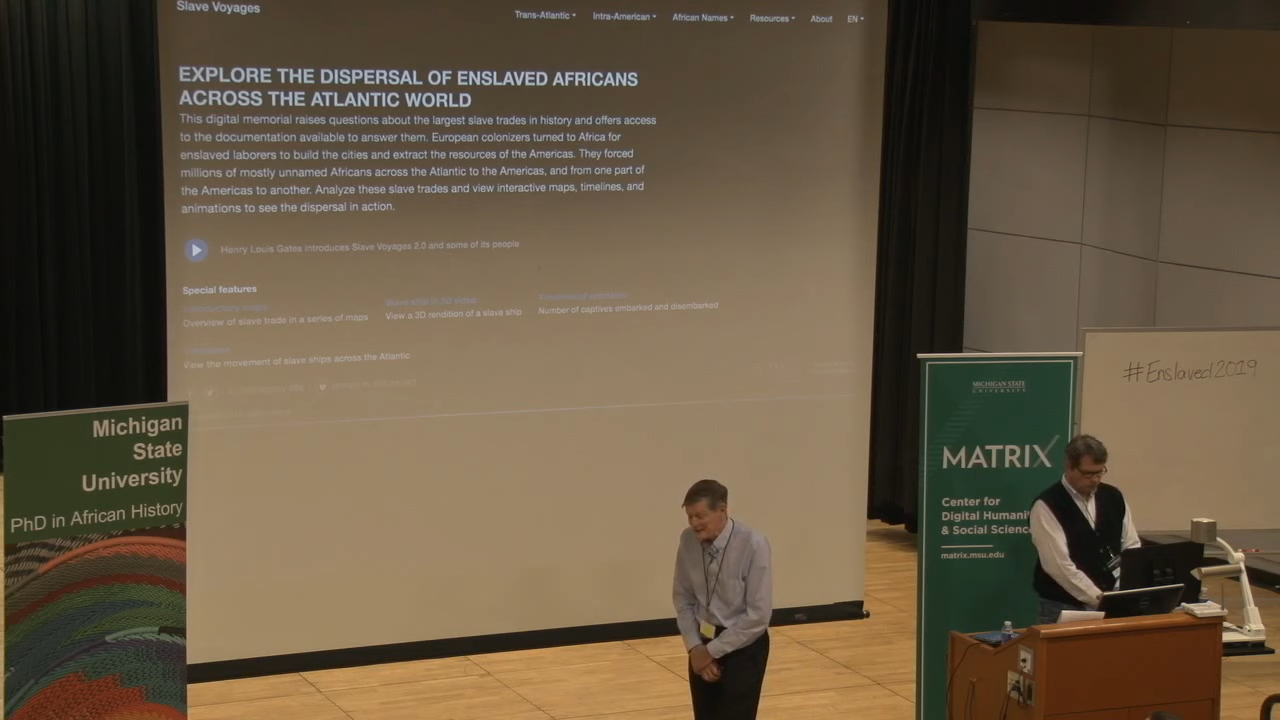 Slave Voyages
Trans-Atlantic
Intra-American
African Names
Resources
About
EN
EXPLORE THE DISPERSAL OF ENSLAVED AFRICANS
ACROSS THE ATLANTIC WORLD
This digital memorial raises questions about the largest slave trades in history and offers access
to the documentation available to answer them. European colonizers turned to Africa for
enslaved laborers to build the cities and extract the resources of the Americas. They forced
millions of mostly unnamed Africans across the Atlantic to the Americas, and from one part of
the Americas to another. Analyze these slave trades and view interactive maps, timelines, and
animations to see the dispersal in action.
Henry Louis Gates introduces Slave Voyages 2.0 and some of its people
Special features
Overview of slave trade in a series of maps
View a 3D rendition of a slave ship
Number of captives embarked and disembarked
View the movement of slave ships across the Atlantic
Michigan
State
University
PhD in African History
MICHIGAN STATE
UNIVERSITY
MATRIX
Center for
Digital Humani
& Social Scienc
matrix.msu.edu
#Enslaved2019